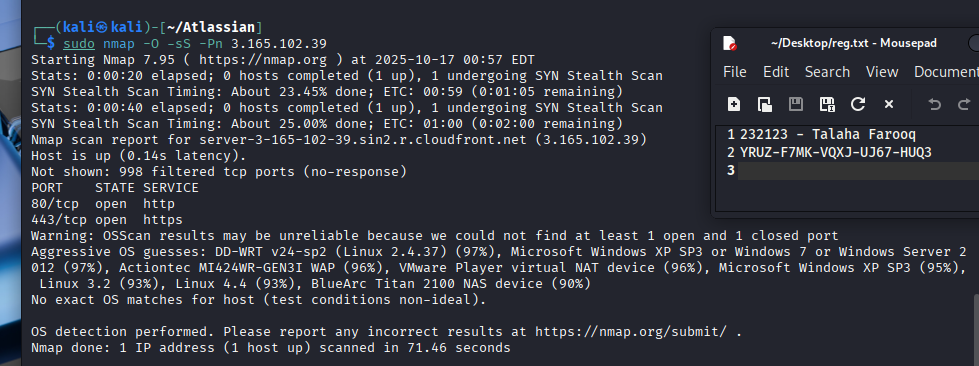 ┌──(kali㉿kali)-[~/Atlassian]
└─$ sudo nmap -O -sS -Pn 3.165.102.39
Starting Nmap 7.95 ( https://nmap.org ) at 2025-10-17 00:57 EDT
Stats: 0:00:20 elapsed; 0 hosts completed (1 up), 1 undergoing SYN Stealth Scan
SYN Stealth Scan Timing: About 23.45% done; ETC: 00:59 (0:01:05 remaining)
Stats: 0:00:40 elapsed; 0 hosts completed (1 up), 1 undergoing SYN Stealth Scan
SYN Stealth Scan Timing: About 25.00% done; ETC: 01:00 (0:02:00 remaining)
Nmap scan report for server-3-165-102-39.sin2.r.cloudfront.net (3.165.102.39)
Host is up (0.14s latency).
Not shown: 998 filtered tcp ports (no-response)
PORT    STATE SERVICE
80/tcp  open  http
443/tcp open  https
Warning: OSScan results may be unreliable because we could not find at least 1 open and 1 closed port
Aggressive OS guesses: DD-WRT v24-sp2 (Linux 2.4.37) (97%), Microsoft Windows XP SP3 or Windows 7 or Windows Server 2
012 (97%), Actiontec MI424WR-GEN3I WAP (96%), VMware Player virtual NAT device (96%), Microsoft Windows XP SP3 (95%),
Linux 3.2 (93%), Linux 4.4 (93%), BlueArc Titan 2100 NAS device (90%)
No exact OS matches for host (test conditions non-ideal).
OS detection performed. Please report any incorrect results at https://nmap.org/submit/ .
Nmap done: 1 IP address (1 host up) scanned in 71.46 seconds
~/Desktop/reg.txt - Mousepad
File Edit Search View Document
1 232123 - Talaha Farooq
2 YRUZ-F7MK-VQXJ-UJ67-HUQ3
3